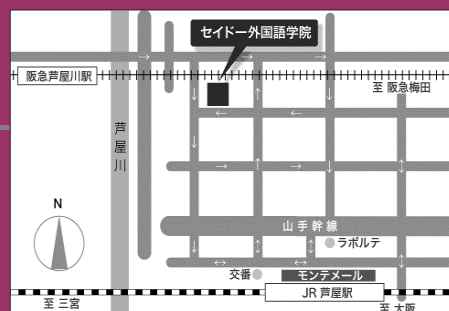 セイドー外国語学院
阪急芦屋川駅
至 阪急梅田
芦屋川
N
山手幹線
ラポルテ
交番
モンテメール
JR 芦屋駅
至 三宮
至 大阪